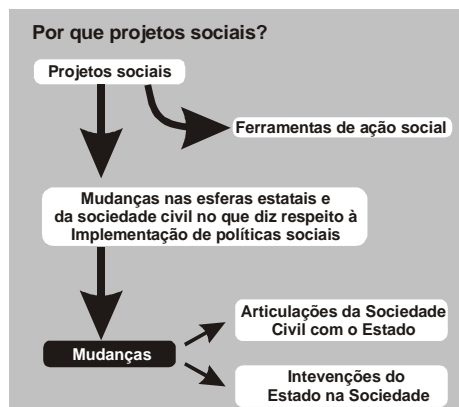 Por que projetos sociais?
Projetos sociais
Ferramentas de ação social
Mudanças nas esferas estatais e
da sociedade civil no que diz respeito à
Implementação de políticas sociais
Articulações da Sociedade
Civil com o Estado
Mudanças
Intevenções do
Estado na Sociedade